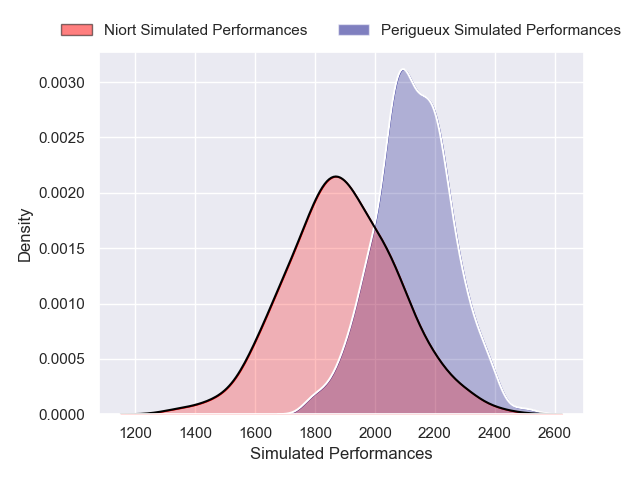 Niort Simulated Performances Perigueux Simulated Performances
0.0030
0.0025
0.0020
0.0015
0.0010
0.0005
0.0000
Density
1200 1400 1600 1800 2000 2200 2400 2600
Simulated Performances